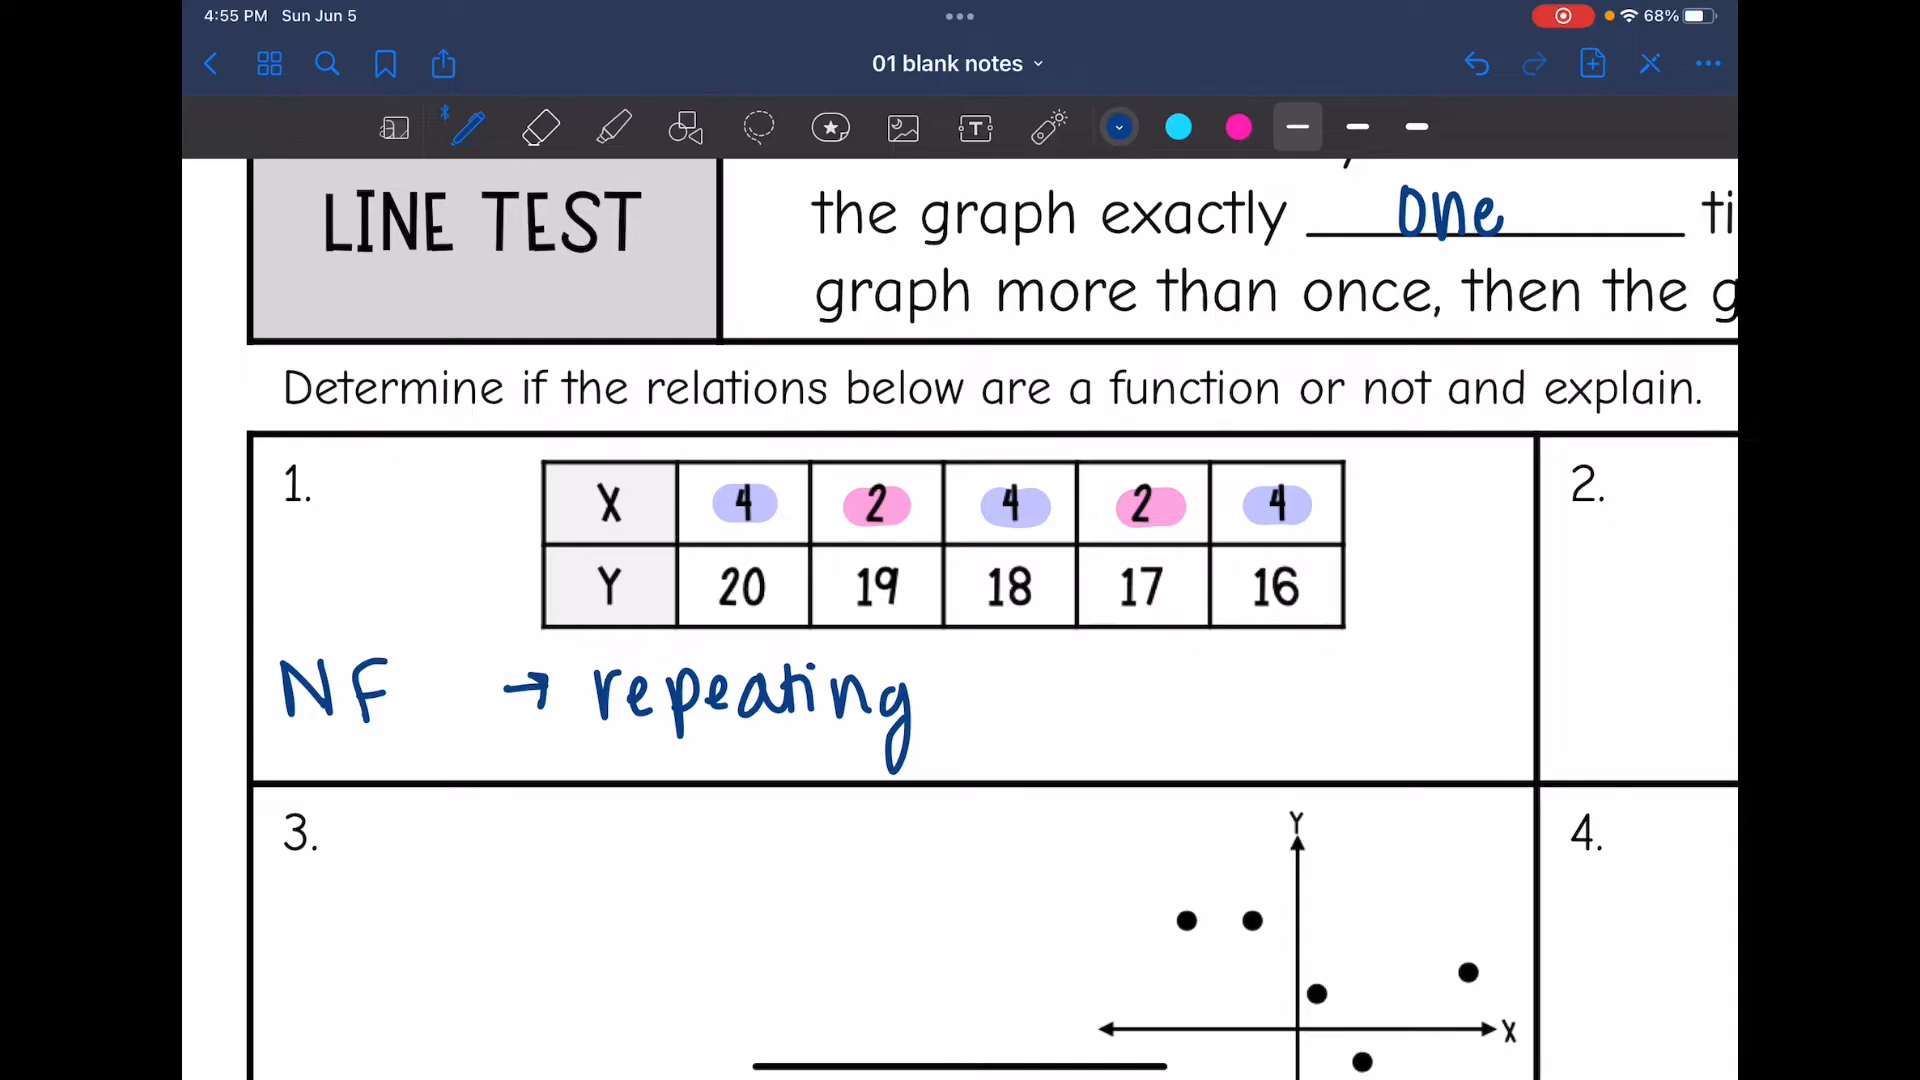 4:55 PM Sun Jun 5
68%
01 blank notes
LINE TEST
the graph exactly one ti
graph more than once, then the g
Determine if the relations below are a function or not and explain.
1.
X 4 2 4 2 4
Y 20 19 18 17 16
NF → repeating
2.
3.
Y
X
4.